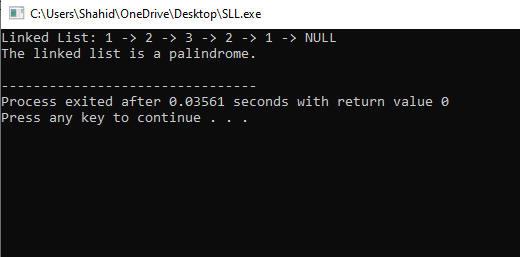 C:\Users\Shahid\OneDrive\Desktop\SLL.exe
Linked List: 1 -> 2 -> 3 -> 2 -> 1 -> NULL
The linked list is a palindrome.
--------------------------------
Process exited after 0.03561 seconds with return value 0
Press any key to continue . . .